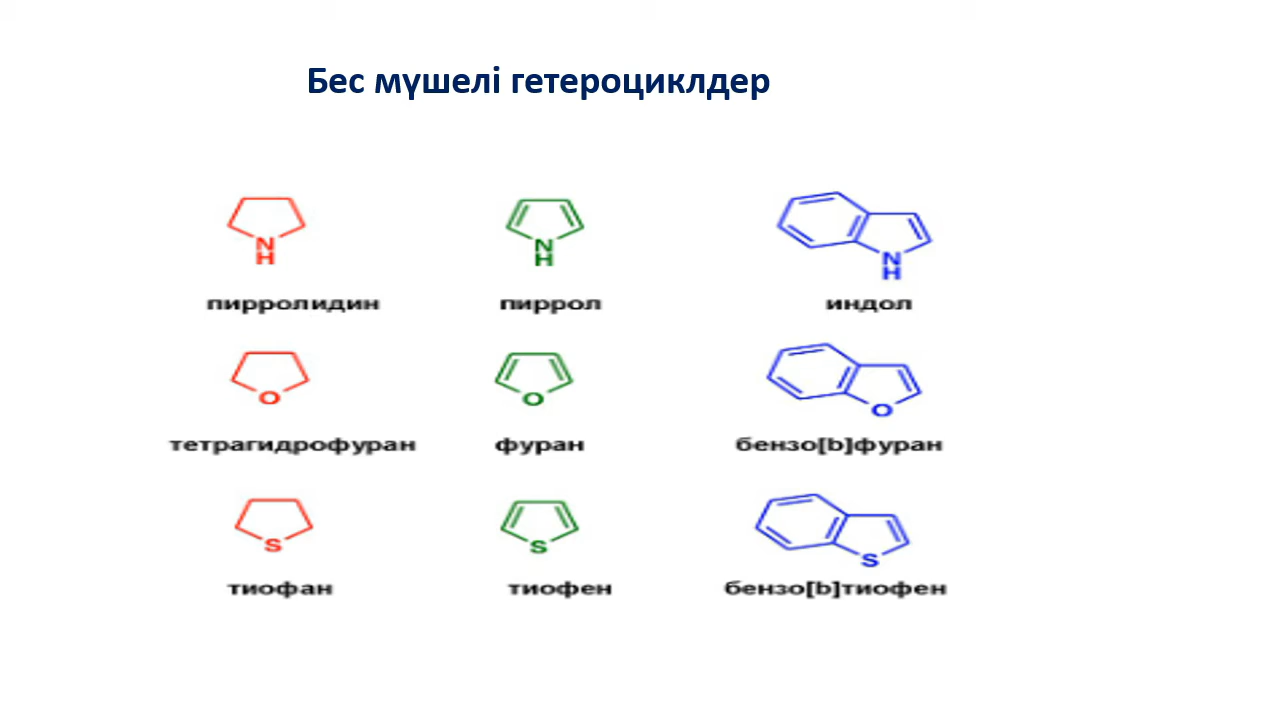 Бес мүшелі гетероциклдер
N
H
N
H
N
H
пирролидин пиррол индол
O O O
тетрагидрофуран фуран бензо[b]фуран
S S S
тиофан тиофен бензо[b]тиофен